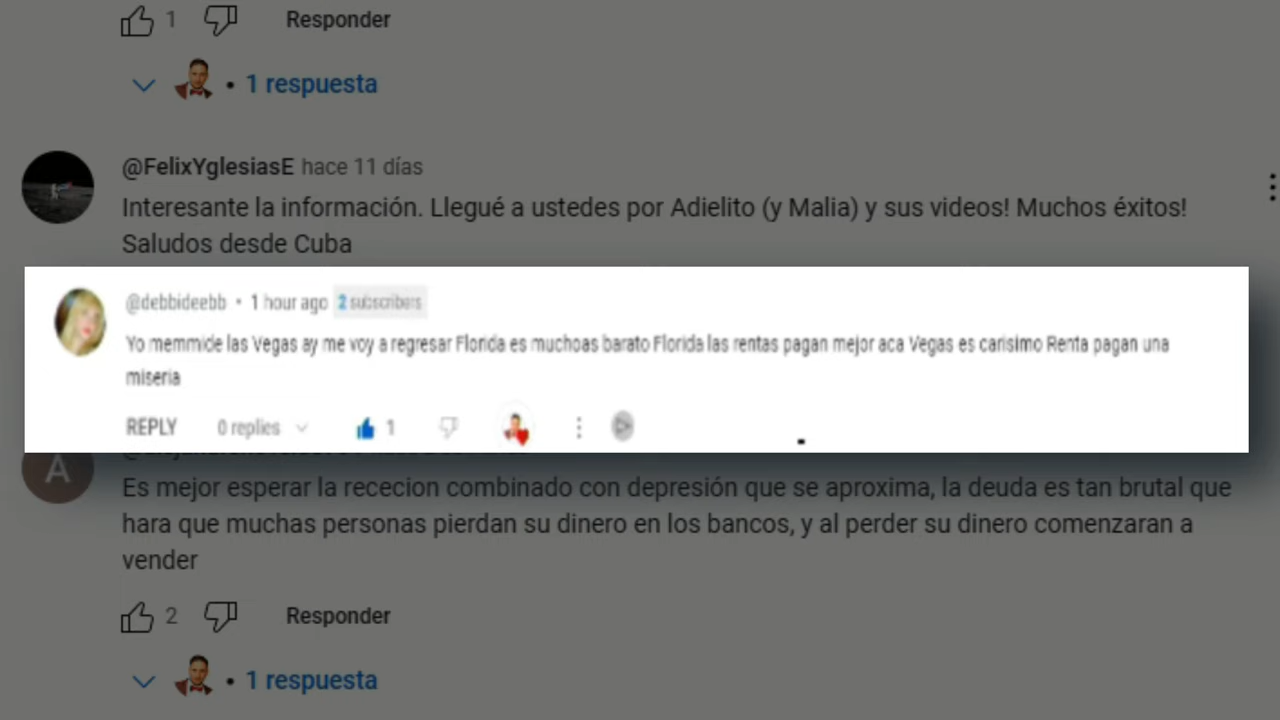 1 Responder
• 1 respuesta
@FelixYglesiasE hace 11 días
Interesante la información. Llegué a ustedes por Adielito (y Malia) y sus videos! Muchos éxitos!
Saludos desde Cuba
@debbideebb • 1 hour ago 2 subscribers
Yo memmide las Vegas ay me voy a regresar Florida es muchoas barato Florida las rentas pagan mejor aca Vegas es carisimo Renta pagan una
miseria
REPLY 0 replies 1
A
Es mejor esperar la rececion combinado con depresión que se aproxima, la deuda es tan brutal que
hara que muchas personas pierdan su dinero en los bancos, y al perder su dinero comenzaran a
vender
2 Responder
• 1 respuesta